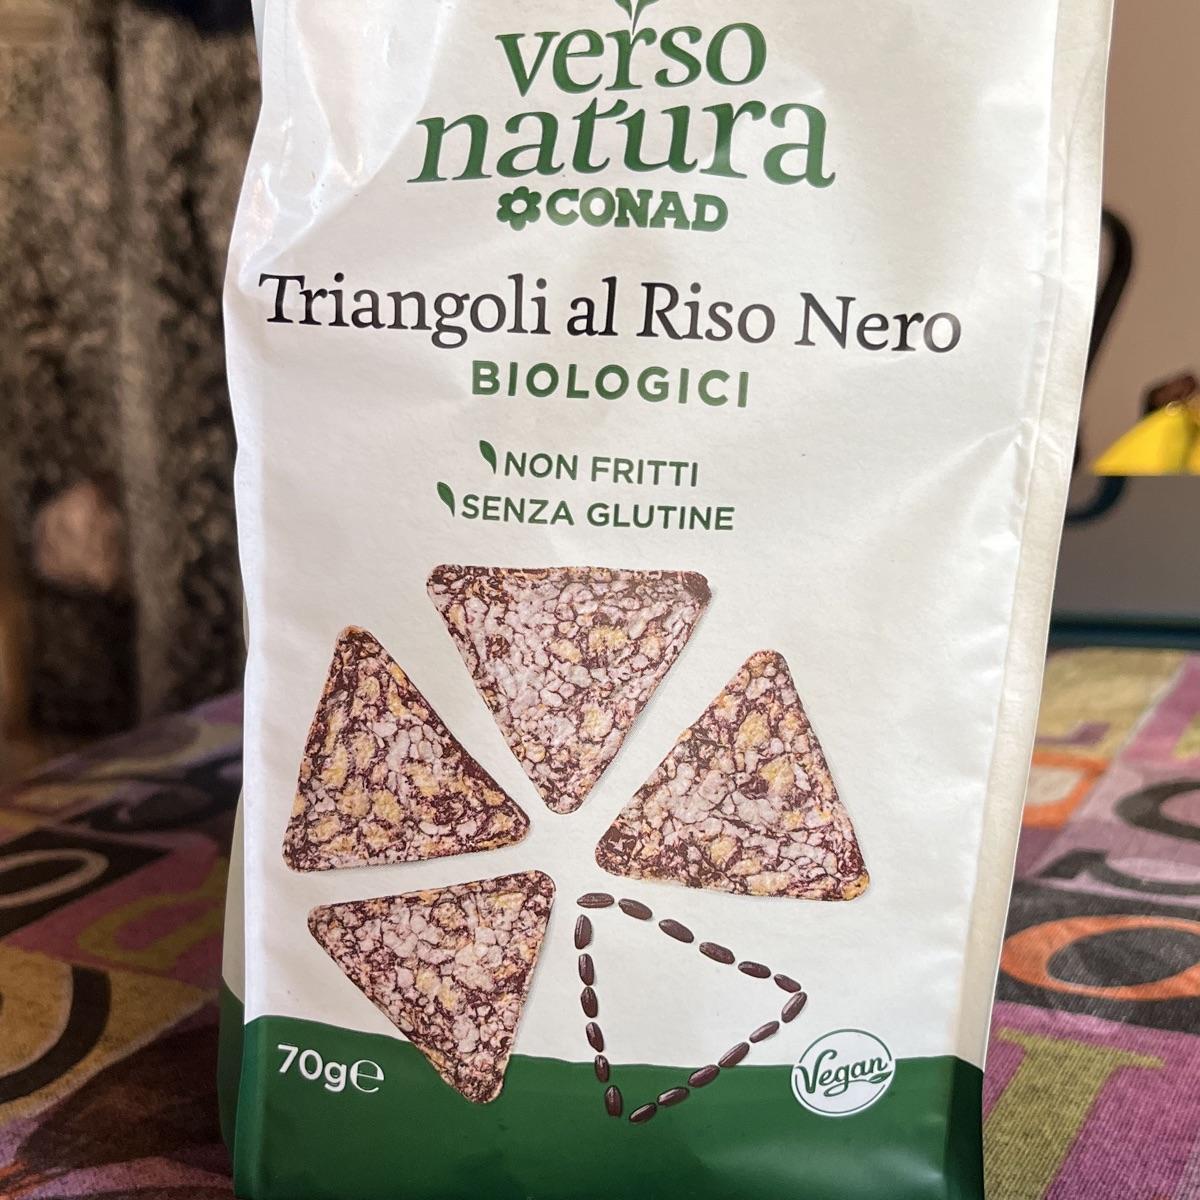 verso
natura
CONAD
Triangoli al Riso Nero
BIOLOGICI
NON FRITTI
SENZA GLUTINE
70g℮
Vegan